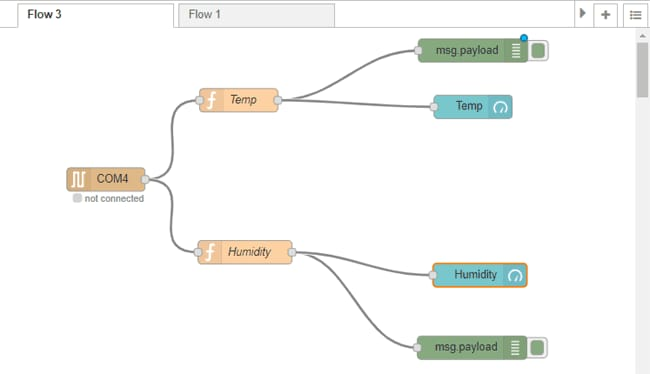 Flow 3
Flow 1
msg.payload
Temp
Temp
COM4
not connected
Humidity
Humidity
msg.payload